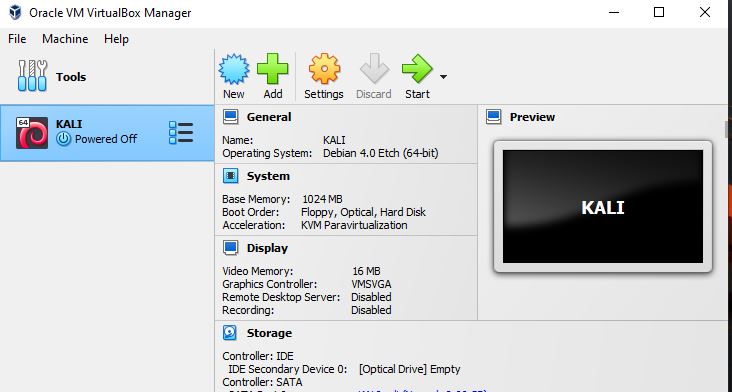 Oracle VM VirtualBox Manager
File Machine Help
Tools
New Add Settings Discard Start
64
KALI
Powered Off
General
Name: KALI
Operating System: Debian 4.0 Etch (64-bit)
System
Base Memory: 1024 MB
Boot Order: Floppy, Optical, Hard Disk
Acceleration: KVM Paravirtualization
Display
Video Memory: 16 MB
Graphics Controller: VMSVGA
Remote Desktop Server: Disabled
Recording: Disabled
Storage
Controller: IDE
IDE Secondary Device 0: [Optical Drive] Empty
Controller: SATA
Preview
KALI